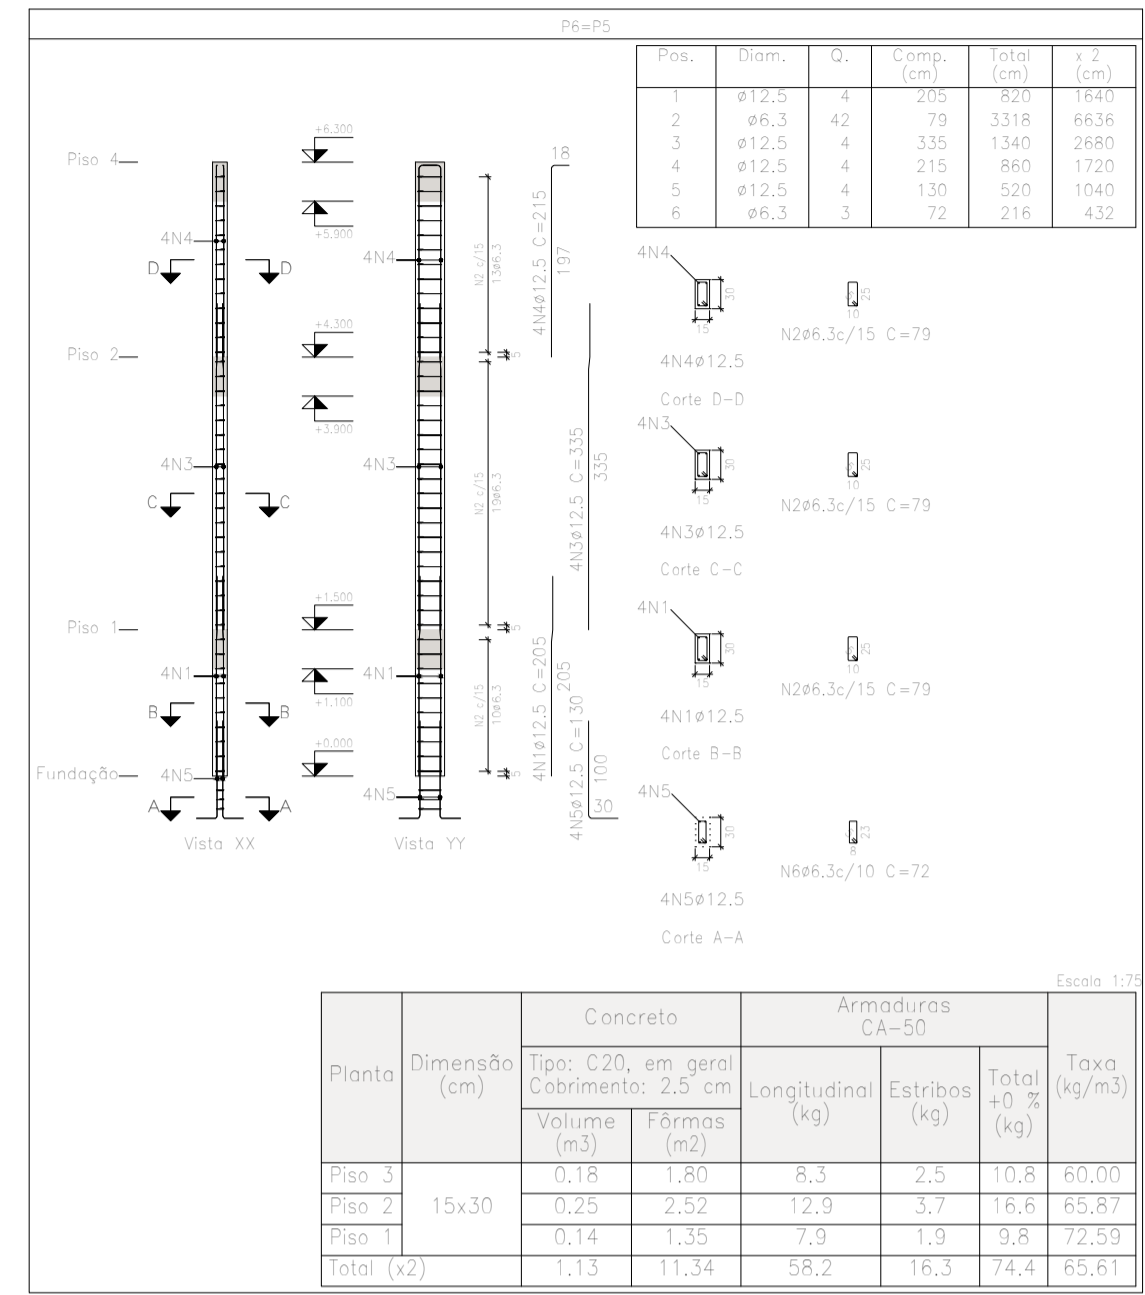 P6=P5
Pos. Diam. Q. Comp. (cm) Total (cm) x 2 (cm)
1 ø12.5 4 205 820 1640
2 ø6.3 42 79 3318 6636
3 ø12.5 4 335 1340 2680
4 ø12.5 4 215 860 1720
5 ø12.5 4 130 520 1040
6 ø6.3 3 72 216 432
Piso 4
+6.300
+5.900
18
4N4
4N4
D D
N2 c/15
13ø6.3
4N4ø12.5 C=215
197
Piso 2
+4.300
+3.900
5
4N3
4N3
C C
N2 c/15
19ø6.3
4N3ø12.5 C=335
335
Piso 1
+1.500
+1.100
5
4N1
4N1
B B
N2 c/15
10ø6.3
4N1ø12.5 C=205
205
Fundação
+0.000
5
4N5
4N5
A A
4N5ø12.5 C=130
100
30
Vista XX
Vista YY
4N4
30
15
25
10
N2ø6.3c/15 C=79
4N4ø12.5
Corte D-D
4N3
30
15
25
10
N2ø6.3c/15 C=79
4N3ø12.5
Corte C-C
4N1
30
15
25
10
N2ø6.3c/15 C=79
4N1ø12.5
Corte B-B
4N5
30
15
23
8
N6ø6.3c/10 C=72
4N5ø12.5
Corte A-A
Escala 1:75
Planta
Dimensão
(cm)
Concreto
Tipo: C20, em geral
Cobrimento: 2.5 cm
Volume
(m3)
Fôrmas
(m2)
Armaduras
CA-50
Longitudinal
(kg)
Estribos
(kg)
Total
+0 %
(kg)
Taxa
(kg/m3)
Piso 3 0.18 1.80 8.3 2.5 10.8 60.00
Piso 2 15x30 0.25 2.52 12.9 3.7 16.6 65.87
Piso 1 0.14 1.35 7.9 1.9 9.8 72.59
Total (x2) 1.13 11.34 58.2 16.3 74.4 65.61